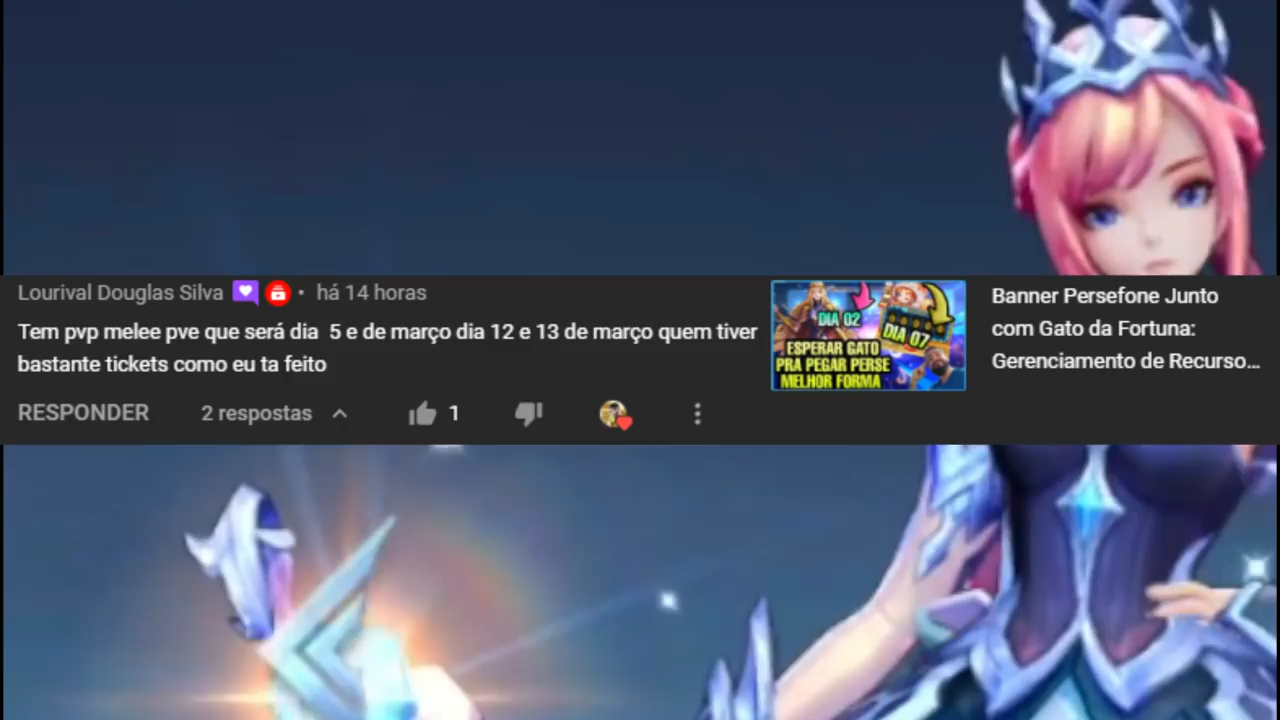 Lourival Douglas Silva • há 14 horas
Tem pvp melee pve que será dia 5 e de março dia 12 e 13 de março quem tiver
bastante tickets como eu ta feito
RESPONDER 2 respostas 1
DIA 02
DIA 07
ESPERAR GATO
PRA PEGAR PERSE
MELHOR FORMA
Banner Persefone Junto
com Gato da Fortuna:
Gerenciamento de Recurso...